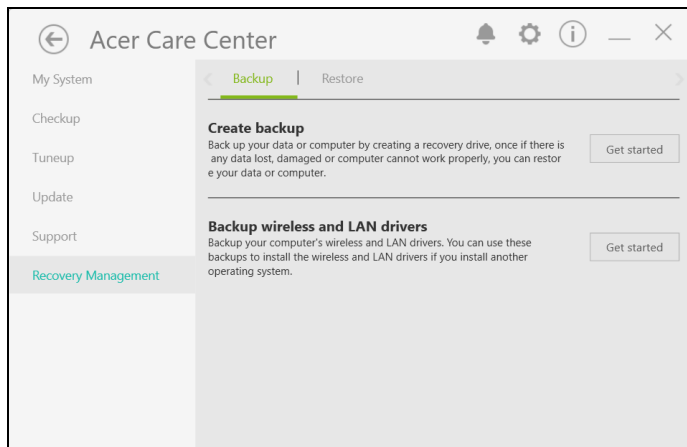 Acer Care Center
My System
Checkup
Tuneup
Update
Support
Recovery Management
Backup | Restore
Create backup
Back up your data or computer by creating a recovery drive, once if there is
any data lost, damaged or computer cannot work properly, you can restor
e your data or computer.
Get started
Backup wireless and LAN drivers
Backup your computer's wireless and LAN drivers. You can use these
backups to install the wireless and LAN drivers if you install another
operating system.
Get started